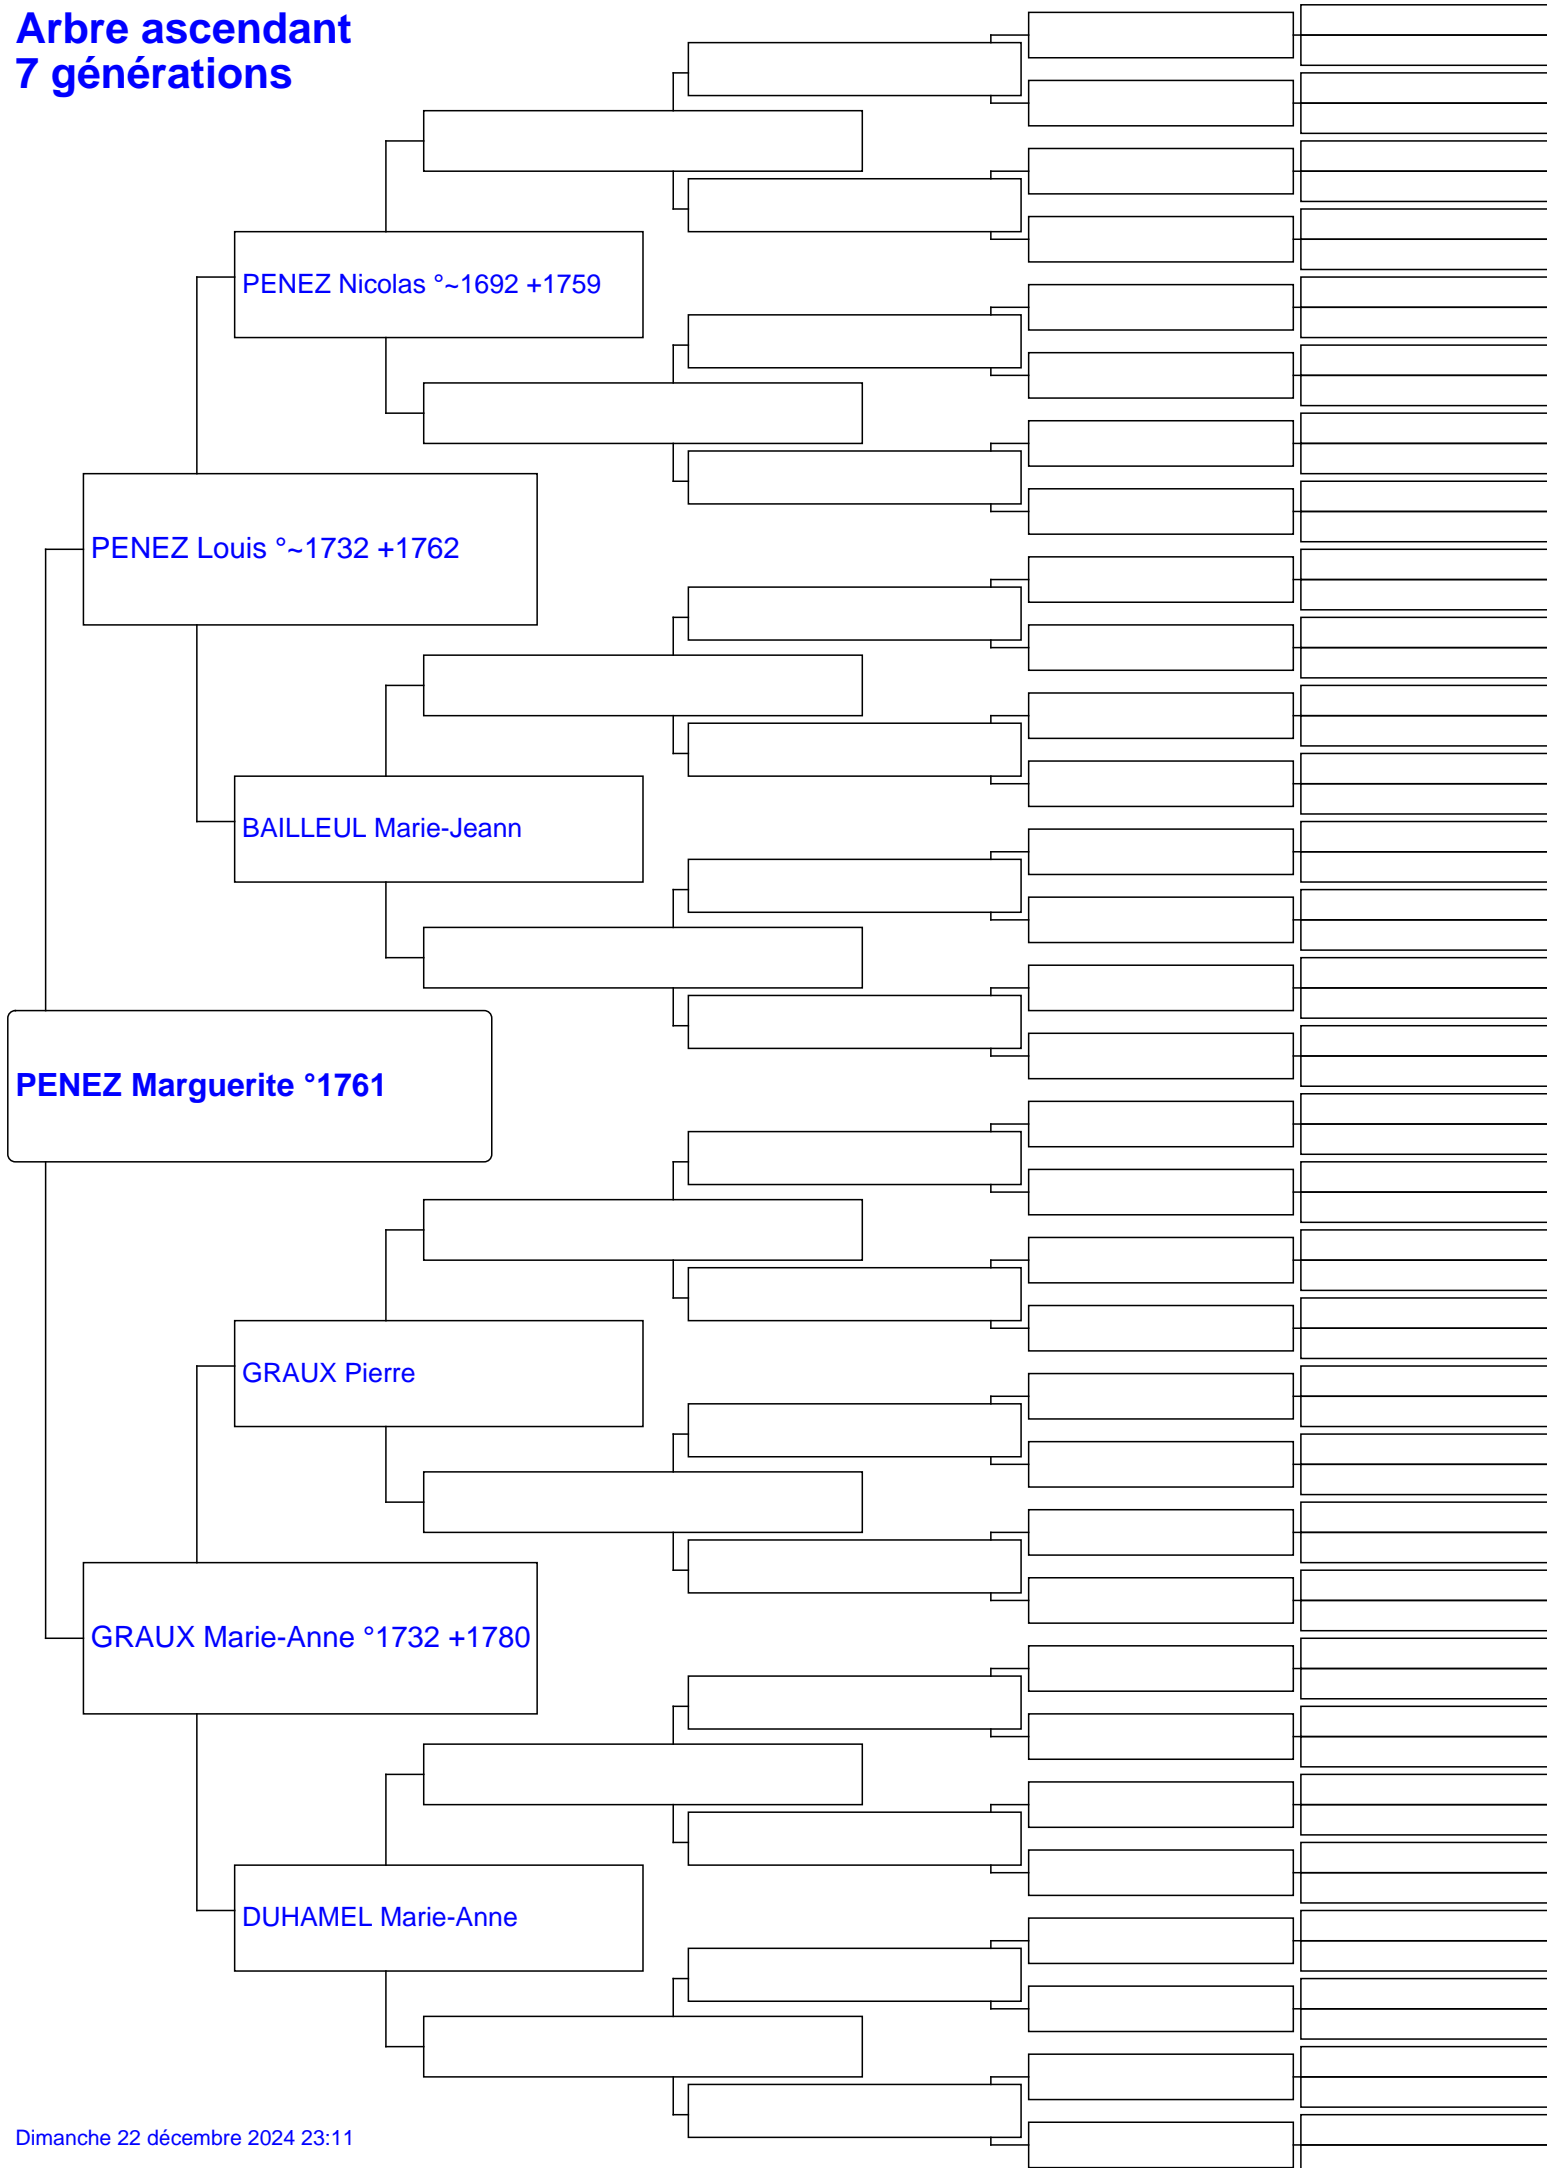 Arbre ascendant
7 générations
PENEZ Nicolas °~1692 +1759
PENEZ Louis °~1732 +1762
BAILLEUL Marie-Jeann
PENEZ Marguerite °1761
GRAUX Pierre
GRAUX Marie-Anne °1732 +1780
DUHAMEL Marie-Anne
Dimanche 22 décembre 2024 23:11